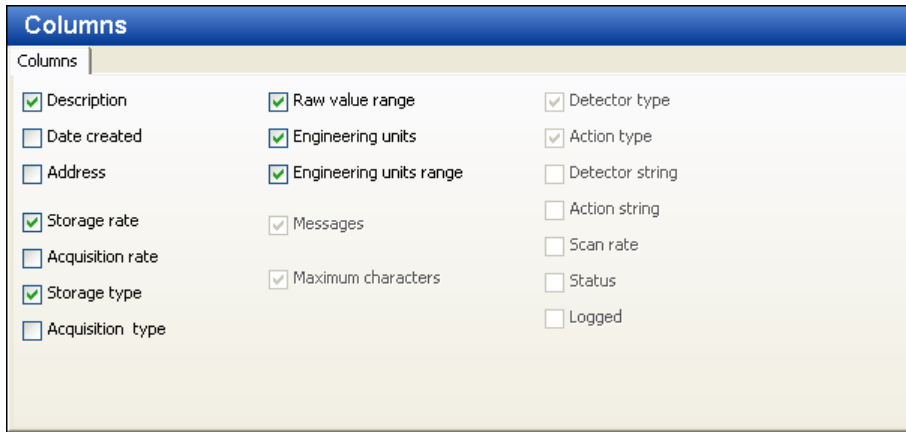 Columns
Columns
Description
Date created
Address
Storage rate
Acquisition rate
Storage type
Acquisition type
Raw value range
Engineering units
Engineering units range
Messages
Maximum characters
Detector type
Action type
Detector string
Action string
Scan rate
Status
Logged